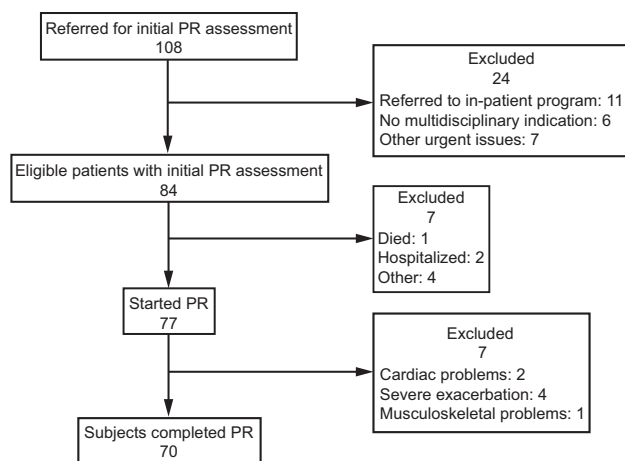 Referred for initial PR assessment
108
Excluded
24
Referred to in-patient program: 11
No multidisciplinary indication: 6
Other urgent issues: 7
Eligible patients with initial PR assessment
84
Excluded
7
Died: 1
Hospitalized: 2
Other: 4
Started PR
77
Excluded
7
Cardiac problems: 2
Severe exacerbation: 4
Musculoskeletal problems: 1
Subjects completed PR
70